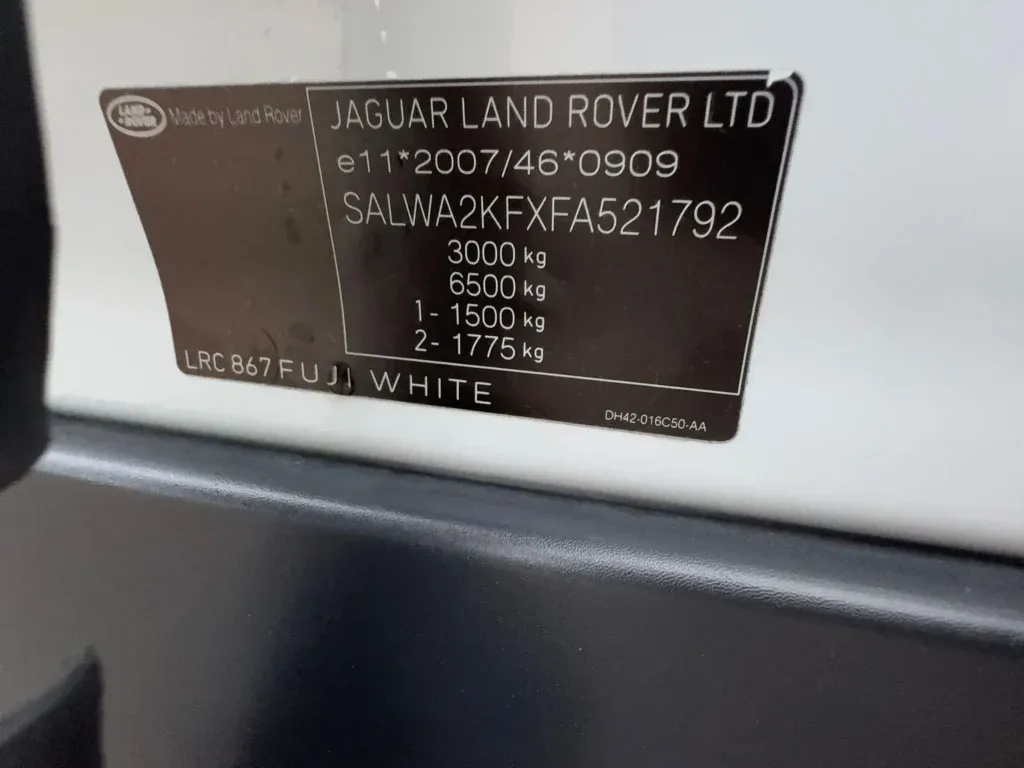 LAND ROVER
Made by Land Rover
JAGUAR LAND ROVER LTD
e11*2007/46*0909
SALWA2KFXFA521792
3000 kg
6500 kg
1- 1500 kg
2- 1775 kg
LRC 867 FUJI WHITE
DH42-016C50-AA